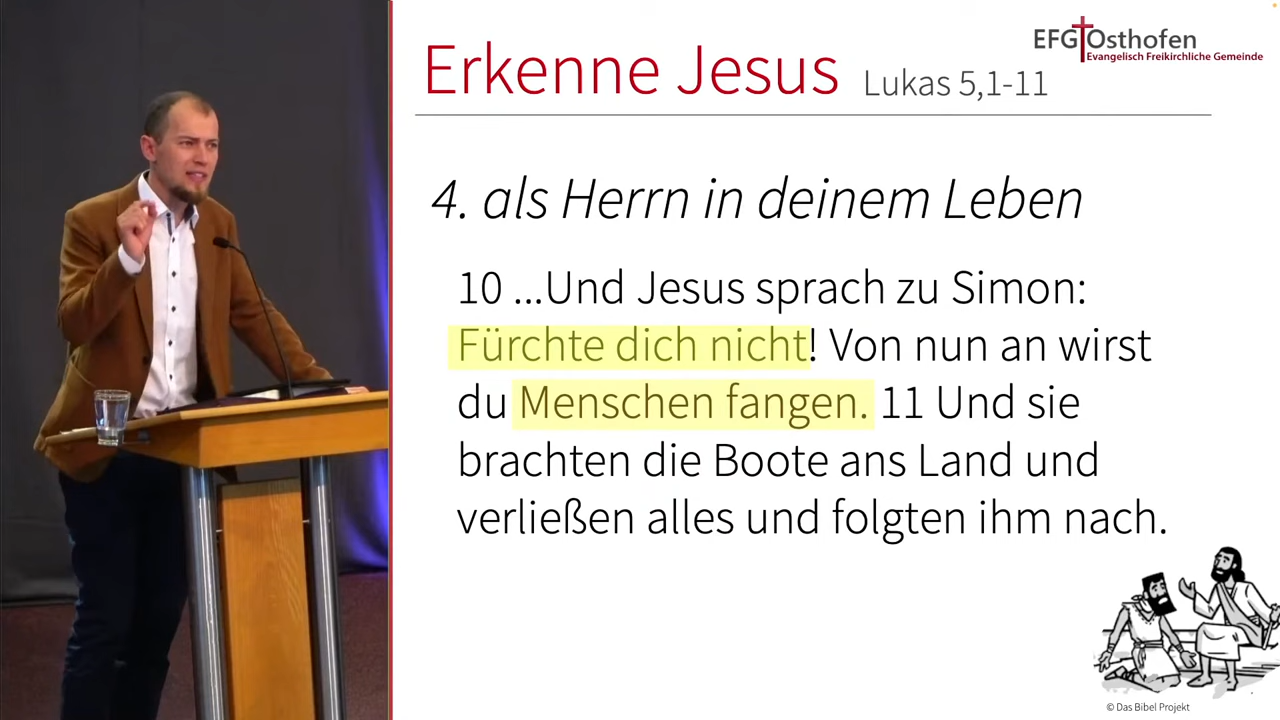 EFG Osthofen
Evangelisch Freikirchliche Gemeinde
Erkenne Jesus Lukas 5,1-11
4. als Herrn in deinem Leben
10 ...Und Jesus sprach zu Simon:
Fürchte dich nicht! Von nun an wirst
du Menschen fangen. 11 Und sie
brachten die Boote ans Land und
verließen alles und folgten ihm nach.
© Das Bibel Projekt